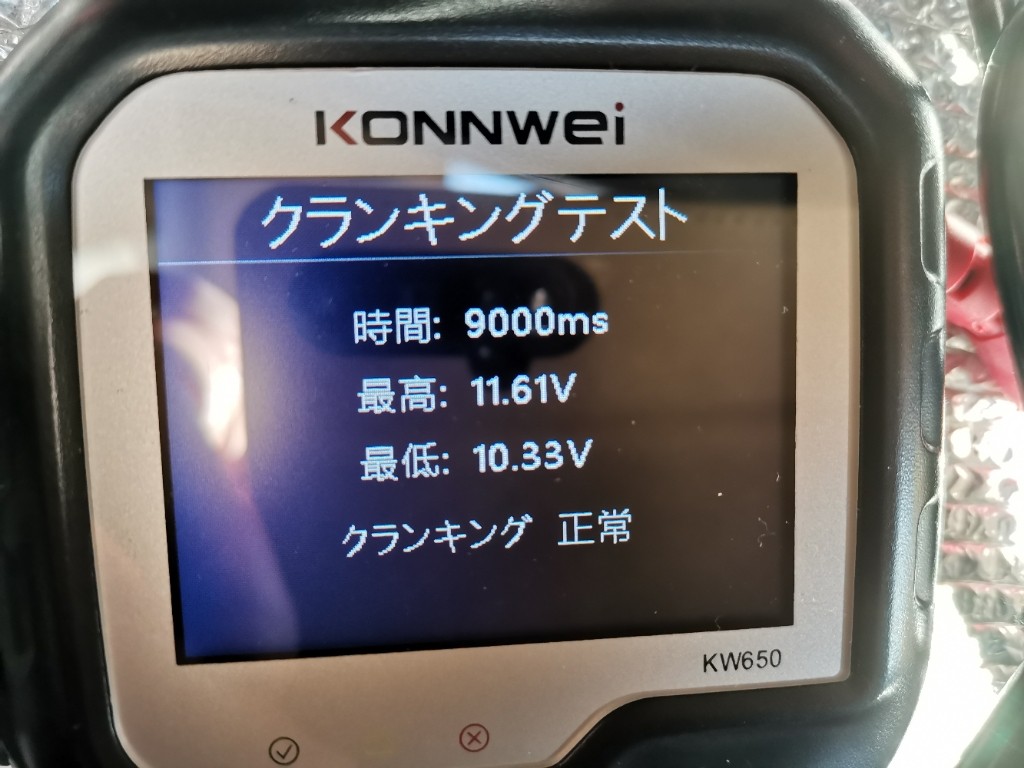 KONNWEI
クランキングテスト
時間: 9000ms
最高: 11.61V
最低: 10.33V
クランキング 正常
KW650